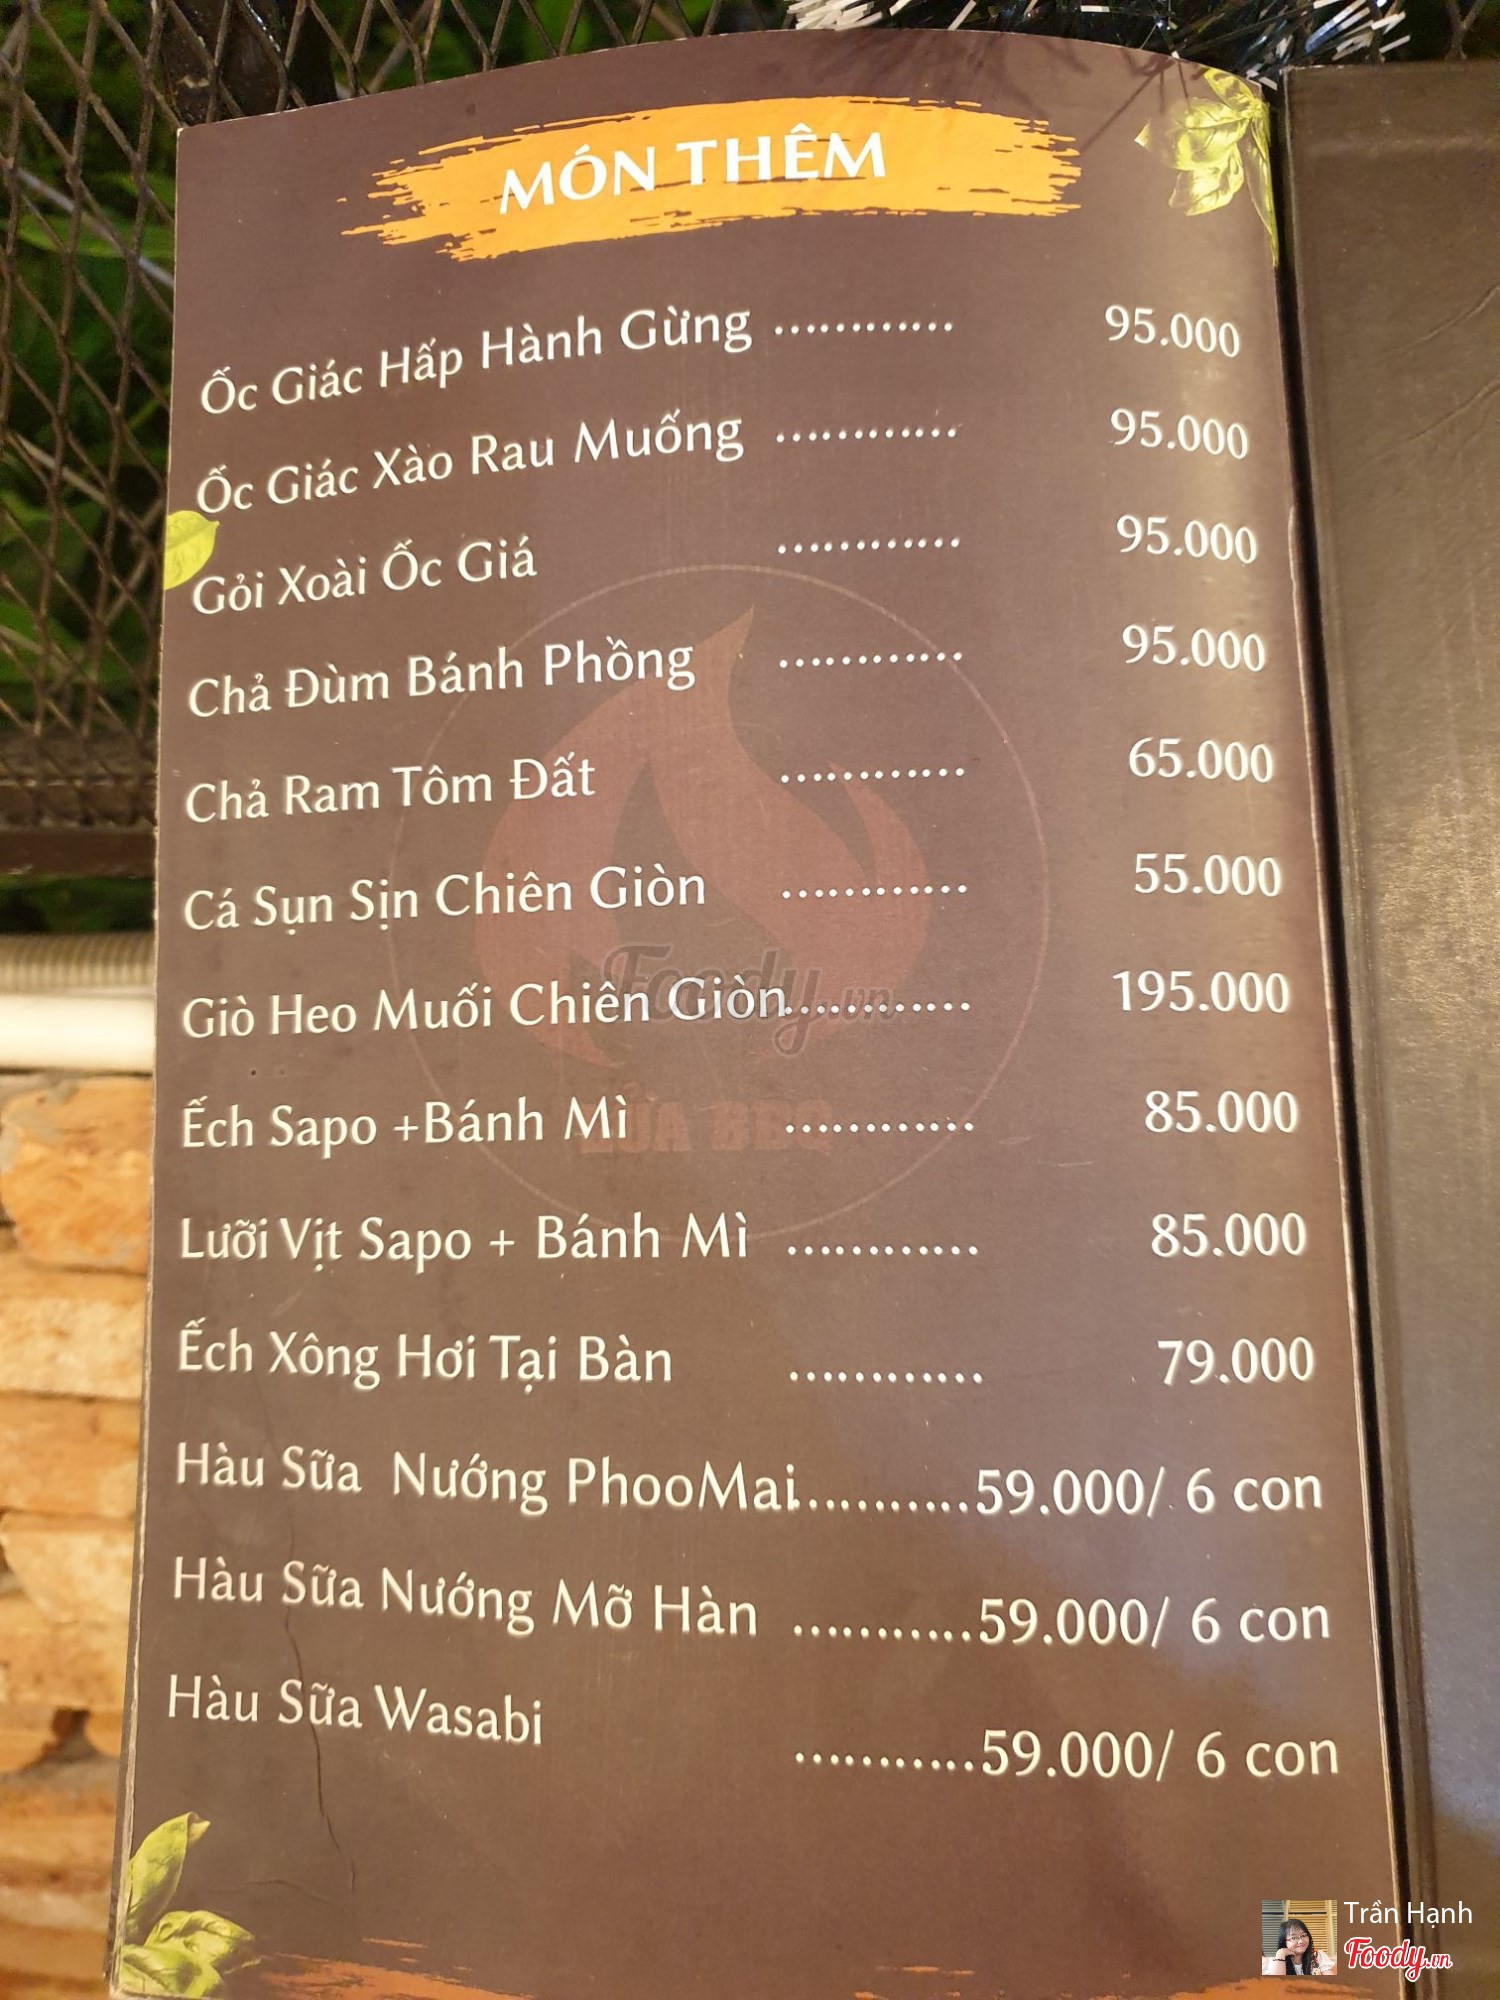 MÓN THÊM
Ốc Giác Hấp Hành Gừng ............ 95.000
Ốc Giác Xào Rau Muống ............ 95.000
Gỏi Xoài Ốc Giá ............ 95.000
Chả Đùm Bánh Phồng ............ 95.000
Chả Ram Tôm Đất ............ 65.000
Cá Sụn Sịn Chiên Giòn ............ 55.000
Giò Heo Muối Chiên Giòn............ 195.000
Foody.vn
Ếch Sapo +Bánh Mì ............ 85.000
LỬA BBQ
Lưỡi Vịt Sapo + Bánh Mì ............ 85.000
Ếch Xông Hơi Tại Bàn ............ 79.000
Hàu Sữa Nướng PhooMai...........59.000/ 6 con
Hàu Sữa Nướng Mỡ Hàn ...........59.000/ 6 con
Hàu Sữa Wasabi ...........59.000/ 6 con
Trần Hạnh
Foody.vn